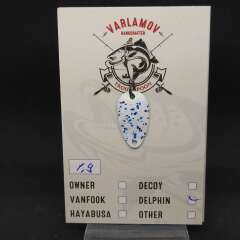 VARLAMOV
HANDCRAFTED
1,9
OWNER
DECOY
VANFOOK
DELPHIN
HAYABUSA
OTHER